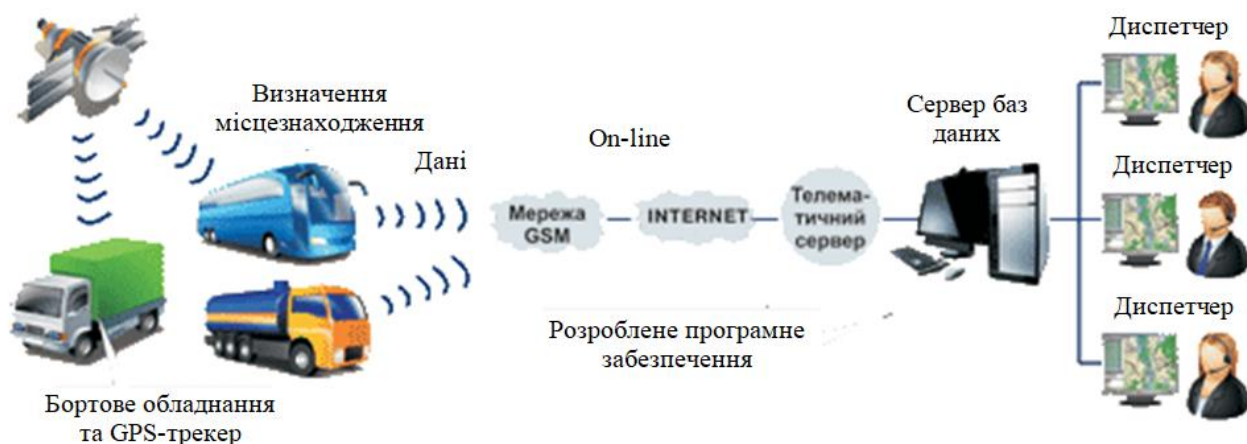 Визначення
місцезнаходження
Дані
On-line
Мережа
GSM
INTERNET
Телема-
тичний
сервер
Сервер баз
даних
Диспетчер
Диспетчер
Диспетчер
Розроблене програмне
забезпечення
Бортове обладнання
та GPS-трекер